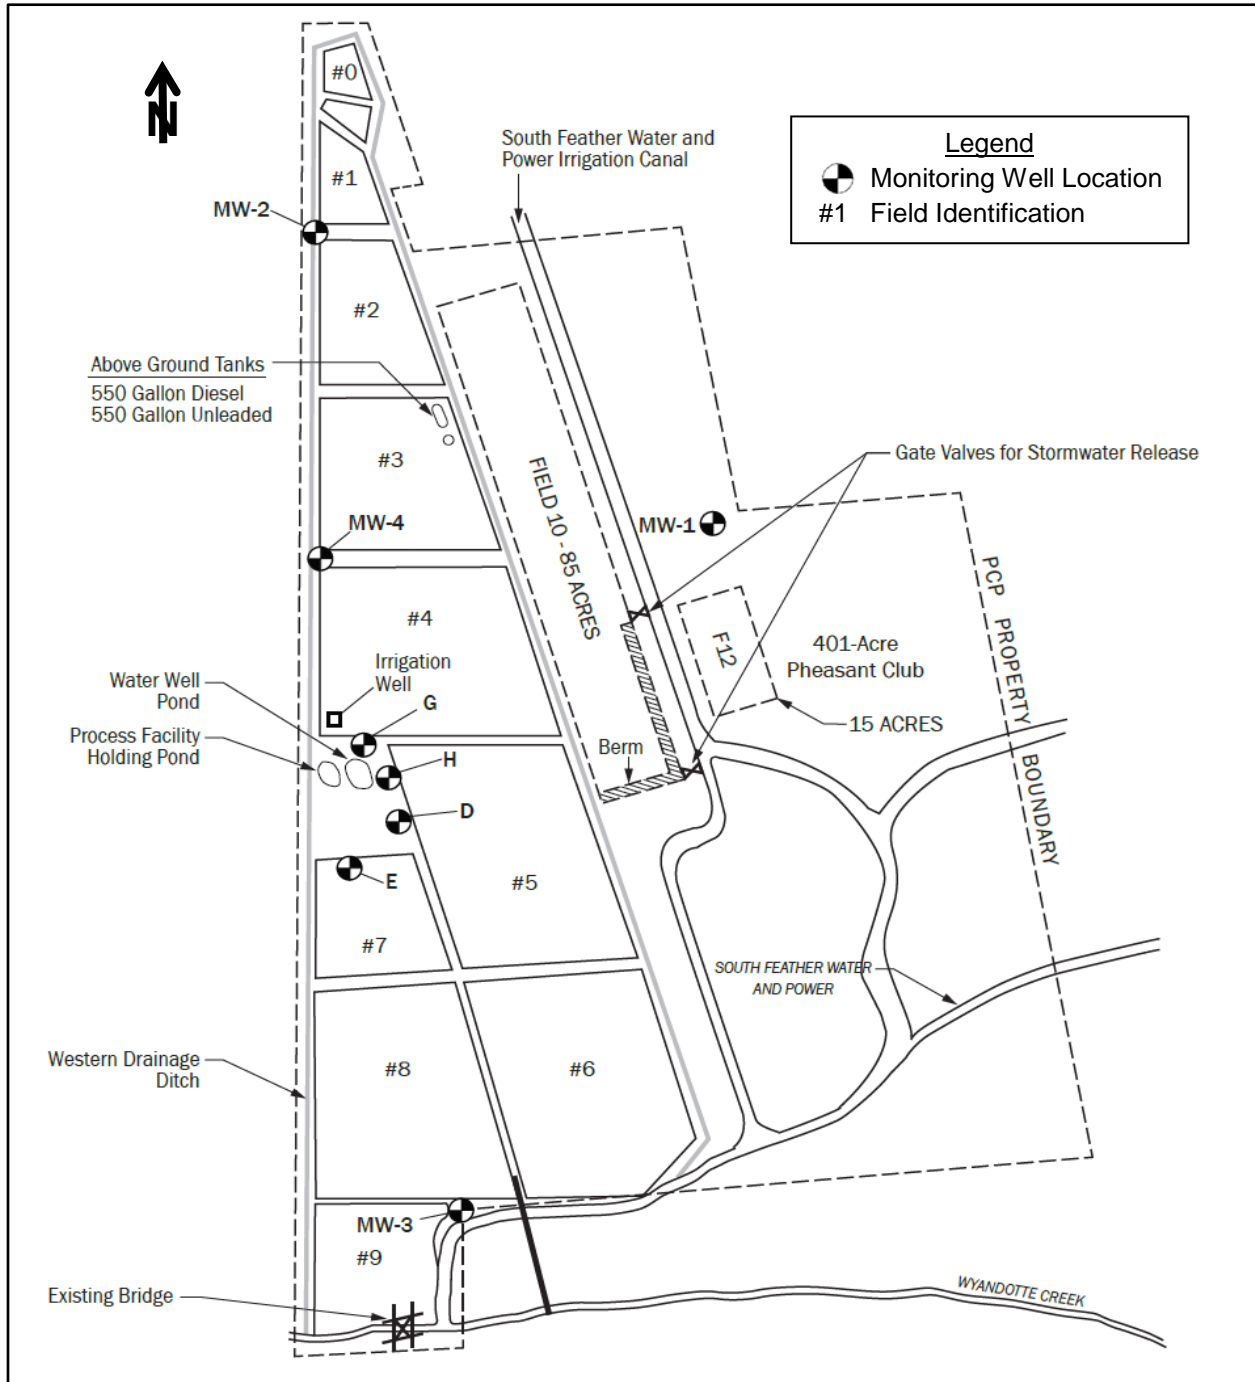 N
#0
South Feather Water and
Power Irrigation Canal
Legend
Monitoring Well Location
#1 Field Identification
#1
MW-2
#2
Above Ground Tanks
550 Gallon Diesel
550 Gallon Unleaded
#3
Gate Valves for Stormwater Release
FIELD 10 - 85 ACRES
MW-4
MW-1
PCP PROPERTY BOUNDARY
#4
F12
401-Acre
Pheasant Club
Irrigation
Well
Water Well
Pond
G
15 ACRES
Process Facility
Holding Pond
Berm
H
D
E
#5
#7
SOUTH FEATHER WATER
AND POWER
Western Drainage
Ditch
#8
#6
MW-3
#9
Existing Bridge
WYANDOTTE CREEK